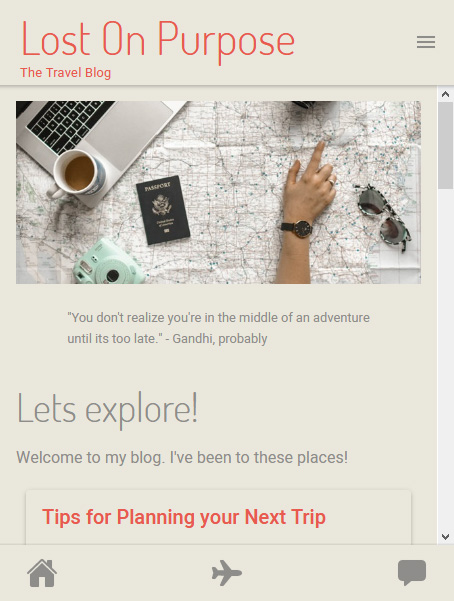 Lost On Purpose
The Travel Blog
PASSPORT
"You don't realize you're in the middle of an adventure
until its too late." - Gandhi, probably
Lets explore!
Welcome to my blog. I've been to these places!
Tips for Planning your Next Trip